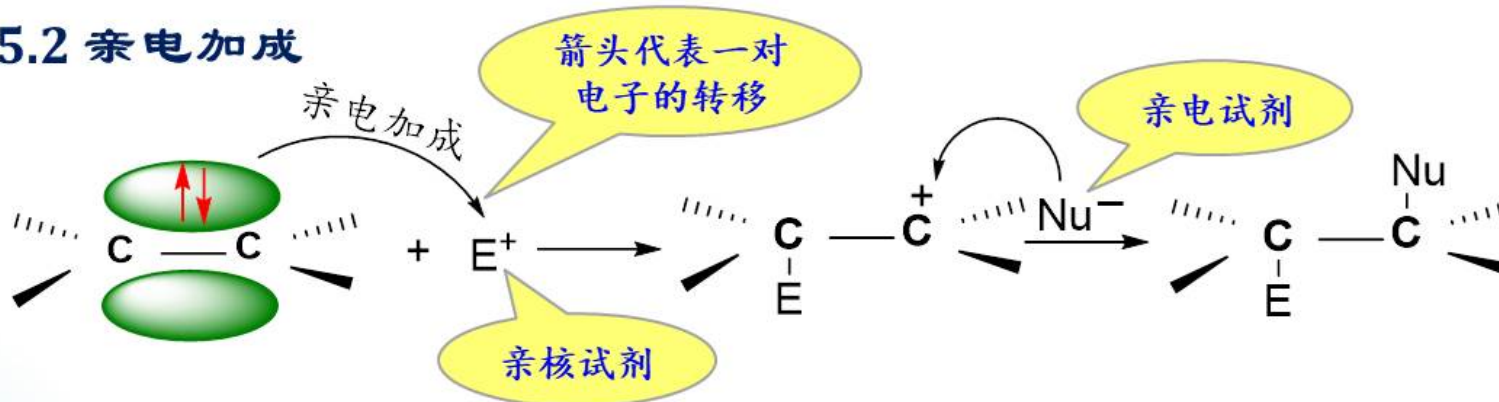 5.2 亲电加成
箭头代表一对
电子的转移
亲电加成
亲电试剂
C — C + E⁺
亲核试剂
C — C⁺
E
Nu⁻
Nu
C — C
E